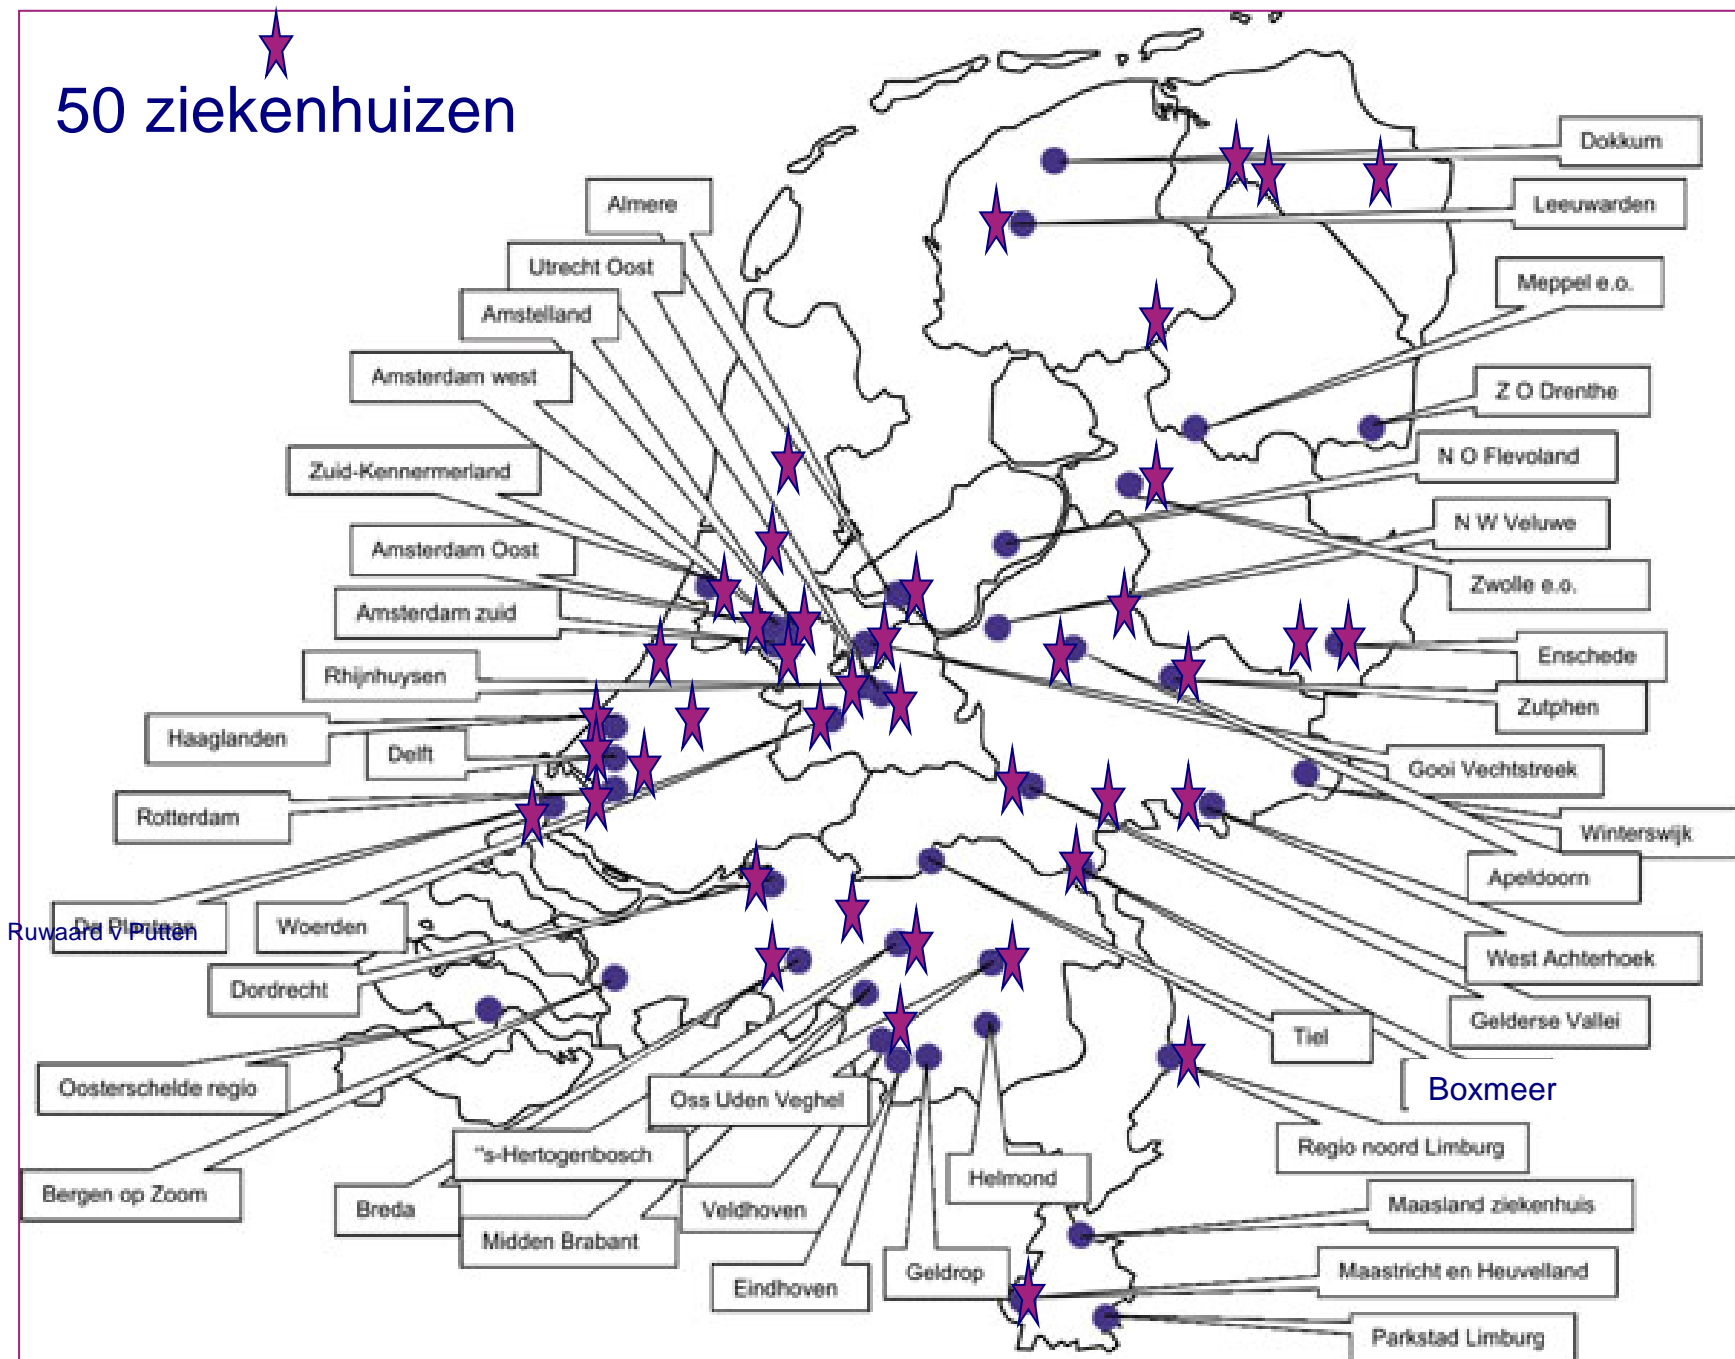 50 ziekenhuizen
Dokkum
Almere
Leeuwarden
Utrecht Oost
Meppel e.o.
Amstelland
Amsterdam west
Z O Drenthe
Zuid-Kennermerland
N O Flevoland
N W Veluwe
Amsterdam Oost
Zwolle e.o.
Amsterdam zuid
Enschede
Rhijnhuysen
Zutphen
Haaglanden
Delft
Gooi Vechtstreek
Rotterdam
Winterswijk
Apeldoorn
De Plantaan
Ruwaard v Putten
Woerden
West Achterhoek
Dordrecht
Gelderse Vallei
Tiel
Oosterschelde regio
Oss Uden Veghel
Boxmeer
"s-Hertogenbosch
Regio noord Limburg
Helmond
Bergen op Zoom
Breda
Veldhoven
Maasland ziekenhuis
Midden Brabant
Geldrop
Maastricht en Heuvelland
Eindhoven
Parkstad Limburg